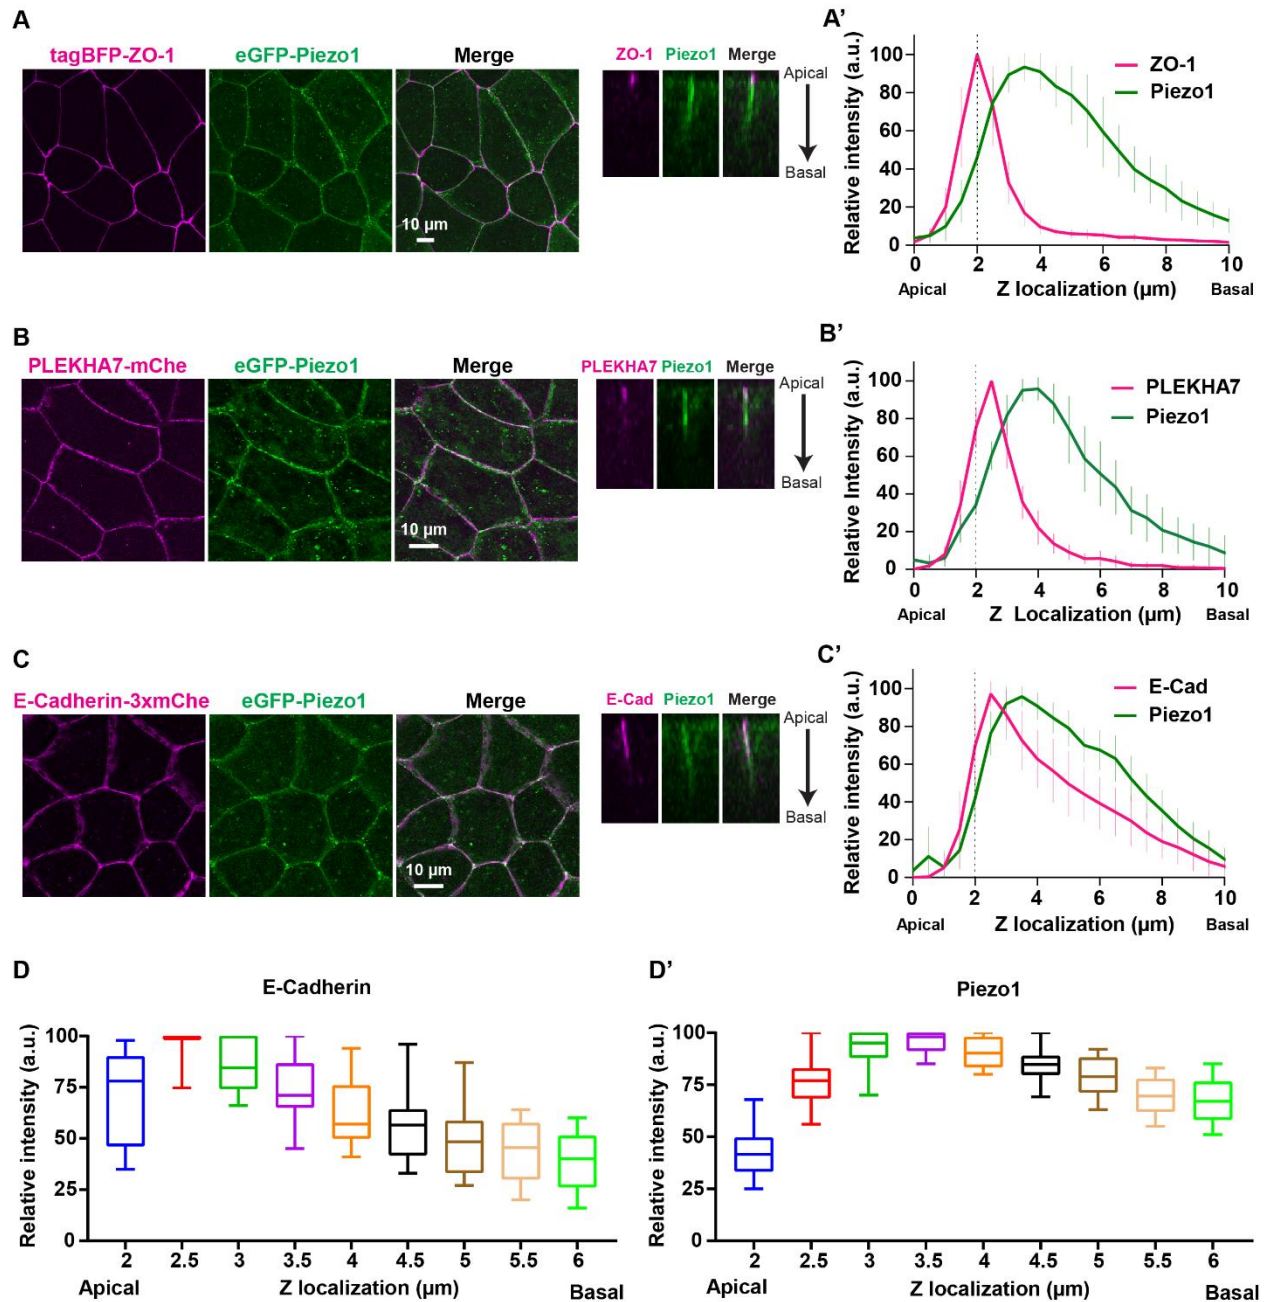 A
tagBFP-ZO-1 eGFP-Piezo1 Merge
10 µm
ZO-1 Piezo1 Merge
Apical
Basal
A’
Relative intensity (a.u.)
100
80
60
40
20
0
ZO-1
Piezo1
0 2 4 6 8 10
Apical Z localization (µm) Basal
B
PLEKHA7-mChe eGFP-Piezo1 Merge
10 µm
PLEKHA7 Piezo1 Merge
Apical
Basal
B’
Relative Intensity (a.u.)
100
80
60
40
20
0
PLEKHA7
Piezo1
0 2 4 6 8 10
Apical Z Localization (µm) Basal
C
E-Cadherin-3xmChe eGFP-Piezo1 Merge
10 µm
E-Cad Piezo1 Merge
Apical
Basal
C’
Relative intensity (a.u.)
100
80
60
40
20
0
E-Cad
Piezo1
0 2 4 6 8 10
Apical Z localization (µm) Basal
D
E-Cadherin
Relative intensity (a.u.)
100
75
50
25
0
2 2.5 3 3.5 4 4.5 5 5.5 6
Apical Z localization (µm) Basal
D’
Piezo1
Relative intensity (a.u.)
100
75
50
25
0
2 2.5 3 3.5 4 4.5 5 5.5 6
Apical Z localization (µm) Basal